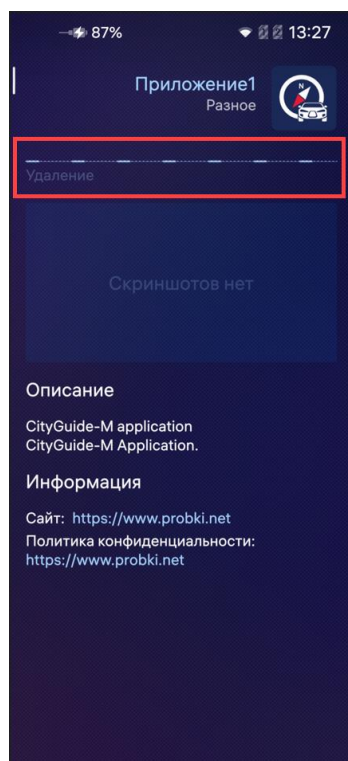 87%
13:27
Приложение1
Разное
N
Удаление
Скриншотов нет
Описание
CityGuide-M application
CityGuide-M Application.
Информация
Сайт: https://www.probki.net
Политика конфиденциальности:
https://www.probki.net